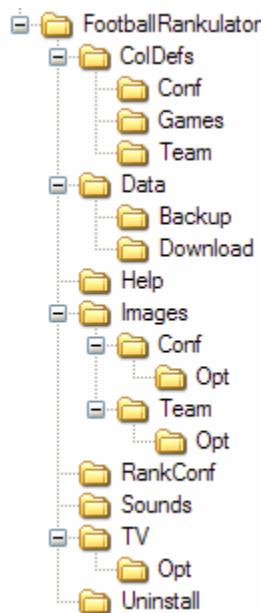 FootballRankulator
ColDefs
Conf
Games
Team
Data
Backup
Download
Help
Images
Conf
Opt
Team
Opt
RankConf
Sounds
TV
Opt
Uninstall